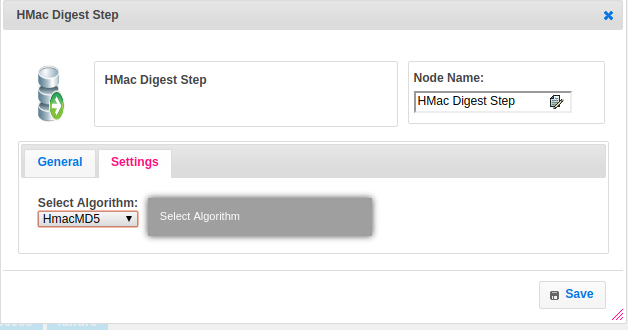 HMac Digest Step
HMac Digest Step
Node Name:
HMac Digest Step
General
Settings
Select Algorithm:
HmacMD5
Select Algorithm
Save